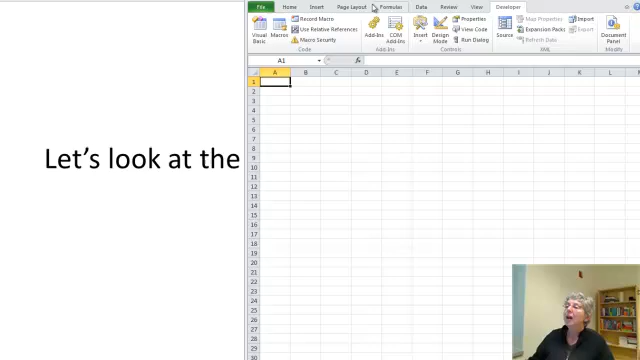 File Home Insert Page Layout Formulas Data Review View Developer
Visual Basic
Macros
Record Macro
Use Relative References
Macro Security
Code
Add-Ins
COM Add-Ins
Add-Ins
Insert
Design Mode
Properties
View Code
Run Dialog
Controls
Source
Map Properties
Expansion Packs
Refresh Data
Import
Export
XML
Document Panel
Modify
A1
fx
A B C D E F G H I J K L
1
2
3
4
5
6
7
8
9
10
11
12
13
14
15
16
17
18
19
20
21
22
23
24
25
26
27
28
29
30
Let's look at the